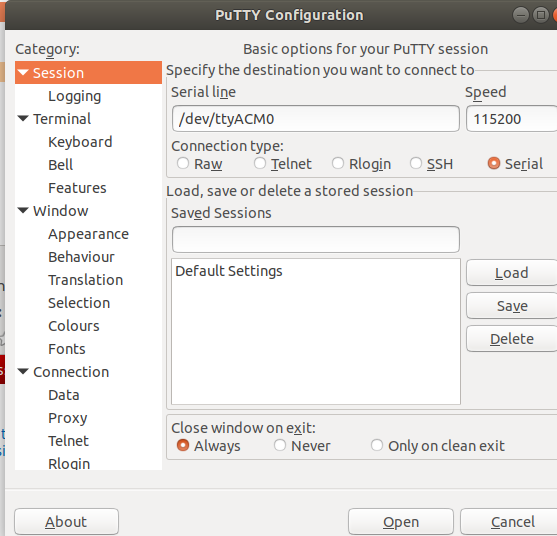 PuTTY Configuration
Category:
Basic options for your PuTTY session
Session
Logging
Terminal
Keyboard
Bell
Features
Window
Appearance
Behaviour
Translation
Selection
Colours
Fonts
Connection
Data
Proxy
Telnet
Rlogin
Specify the destination you want to connect to
Serial line
Speed
/dev/ttyACM0
115200
Connection type:
Raw
Telnet
Rlogin
SSH
Serial
Load, save or delete a stored session
Saved Sessions
Default Settings
Load
Save
Delete
Close window on exit:
Always
Never
Only on clean exit
About
Open
Cancel